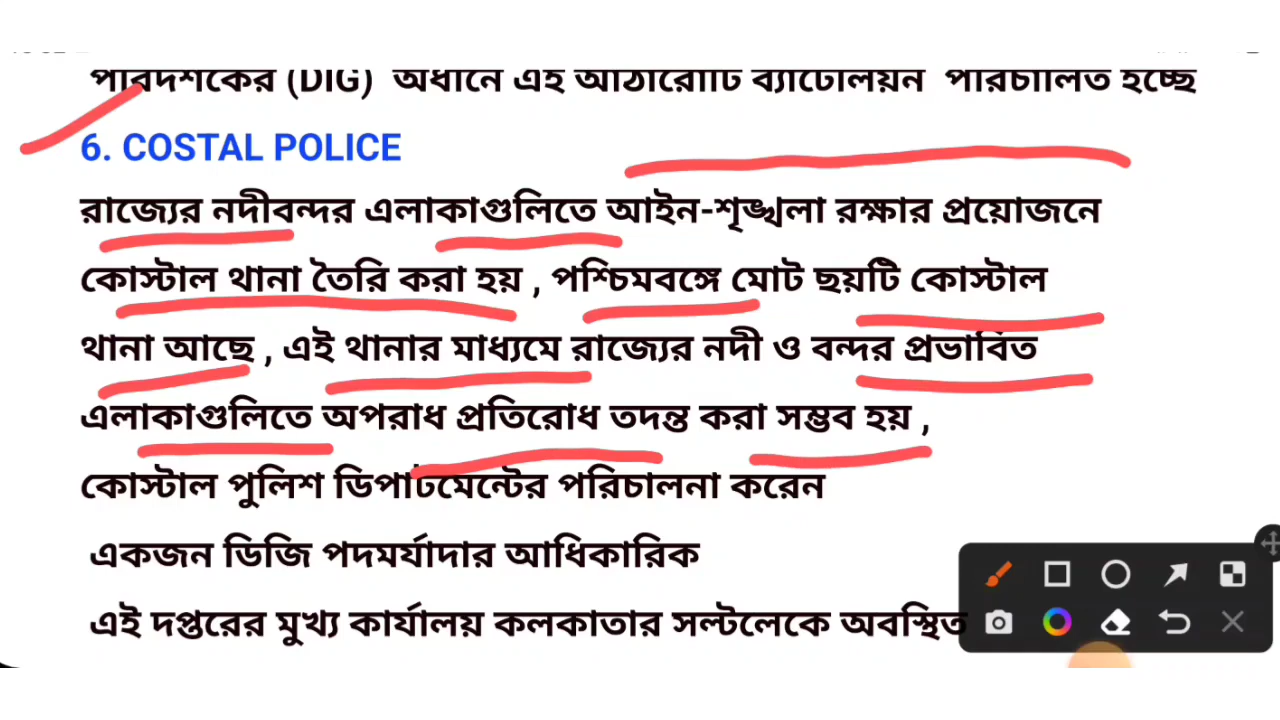 পরিদর্শকের (DIG) অধীনে এই আঠারোটি ব্যাটেলিয়ন পরিচালিত হচ্ছে
6. COSTAL POLICE
রাজ্যের নদীবন্দর এলাকাগুলিতে আইন-শৃঙ্খলা রক্ষার প্রয়োজনে
কোস্টাল থানা তৈরি করা হয় , পশ্চিমবঙ্গে মোট ছয়টি কোস্টাল
থানা আছে , এই থানার মাধ্যমে রাজ্যের নদী ও বন্দর প্রভাবিত
এলাকাগুলিতে অপরাধ প্রতিরোধ তদন্ত করা সম্ভব হয় ,
কোস্টাল পুলিশ ডিপার্টমেন্টের পরিচালনা করেন
একজন ডিজি পদমর্যাদার আধিকারিক
এই দপ্তরের মুখ্য কার্যালয় কলকাতার সল্টলেকে অবস্থিত